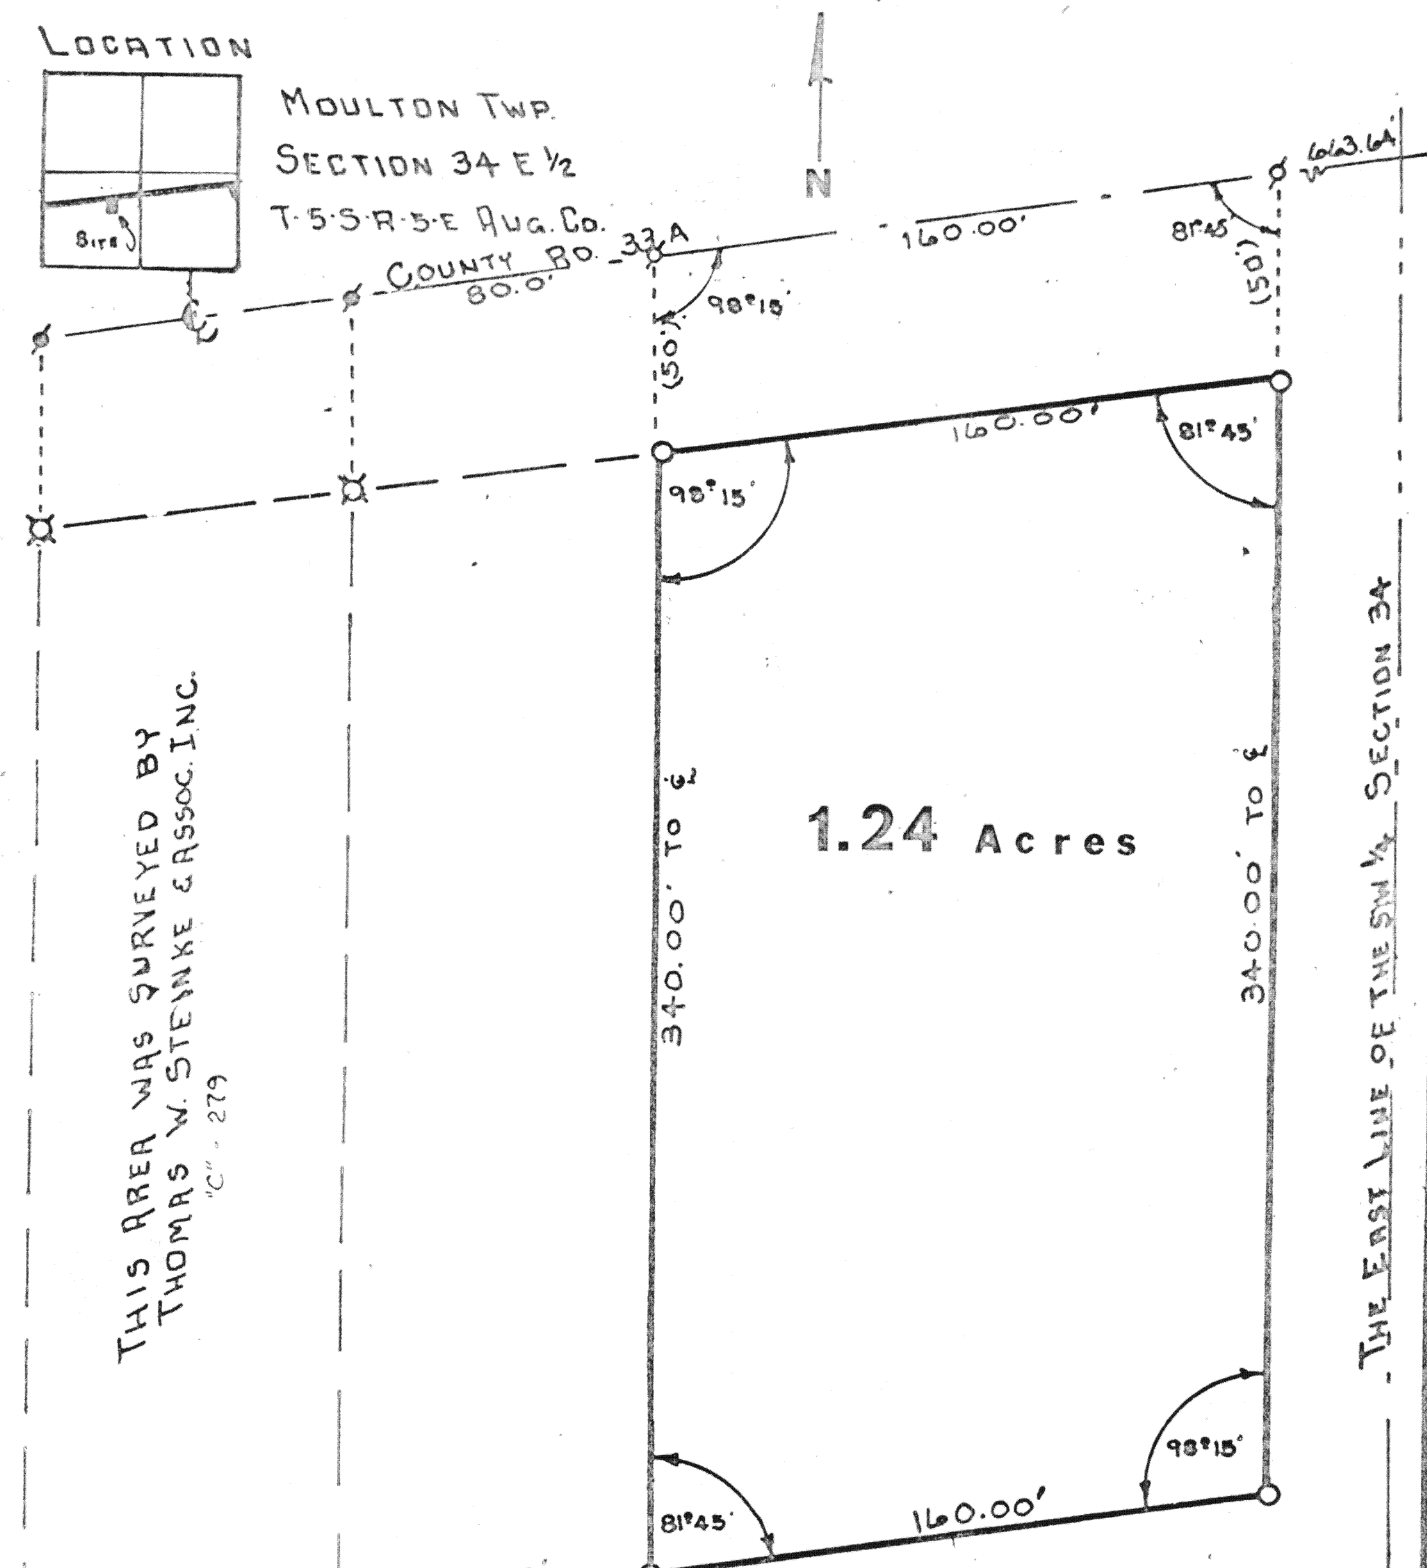 LOCATION
MOULTON TWP.
SECTION 34 E ½
T-5-S-R-5-E AUG. CO.
SITE
N
663.64'
COUNTY RD. 33 A
80.0'
160.00'
81°45'
98°15'
(50')
(50')
160.00'
81°45'
98°15'
THIS AREA WAS SURVEYED BY
THOMAS W. STEINKE & ASSOC. INC.
"C" - 279
340.00' TO ℄
1.24 Acres
340.00' TO ℄
THE EAST LINE OF THE SW ¼ SECTION 34
98°15'
81°45'
160.00'